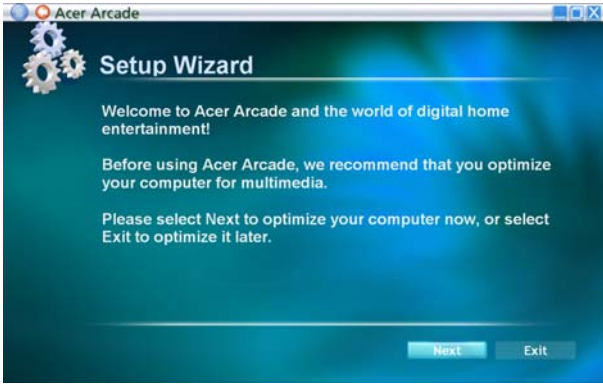 Acer Arcade
Setup Wizard
Welcome to Acer Arcade and the world of digital home
entertainment!
Before using Acer Arcade, we recommend that you optimize
your computer for multimedia.
Please select Next to optimize your computer now, or select
Exit to optimize it later.
Next Exit